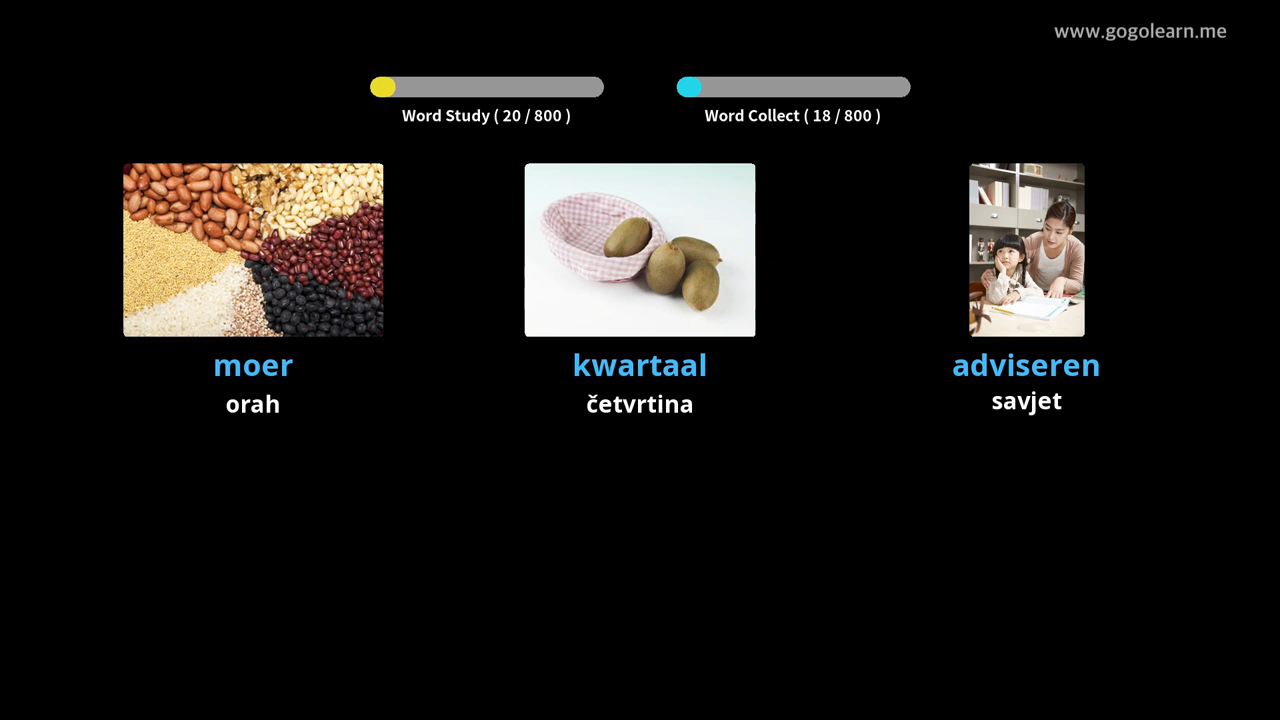 www.gogolearn.me
Word Study ( 20 / 800 )
Word Collect ( 18 / 800 )
moer
kwartaal
adviseren
orah
četvrtina
savjet